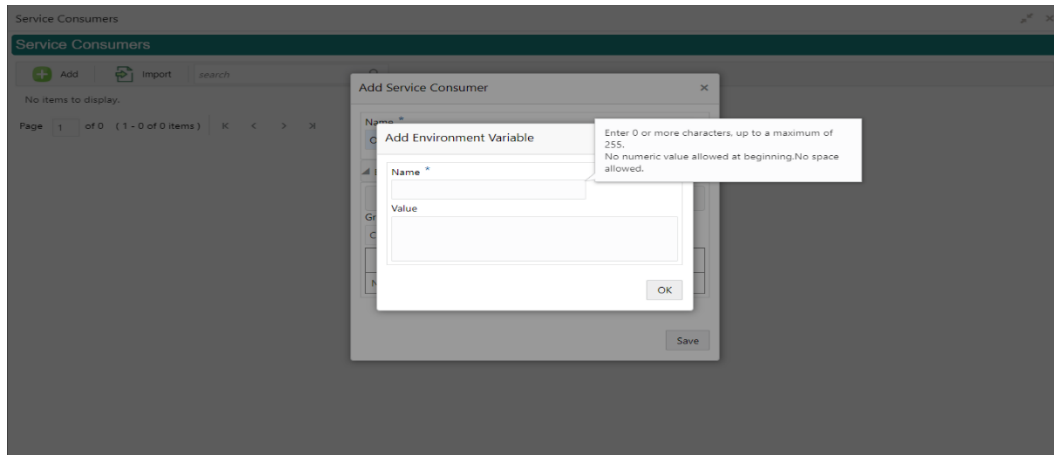 Service Consumers
Service Consumers
Add Import search
No items to display.
Page 1 of 0 (1 - 0 of 0 items) K < >
Add Service Consumer ×
Name *
Add Environment Variable
Enter 0 or more characters, up to a maximum of
255.
No numeric value allowed at beginning.No space
allowed.
Name *
Value
Gr
OK
Save